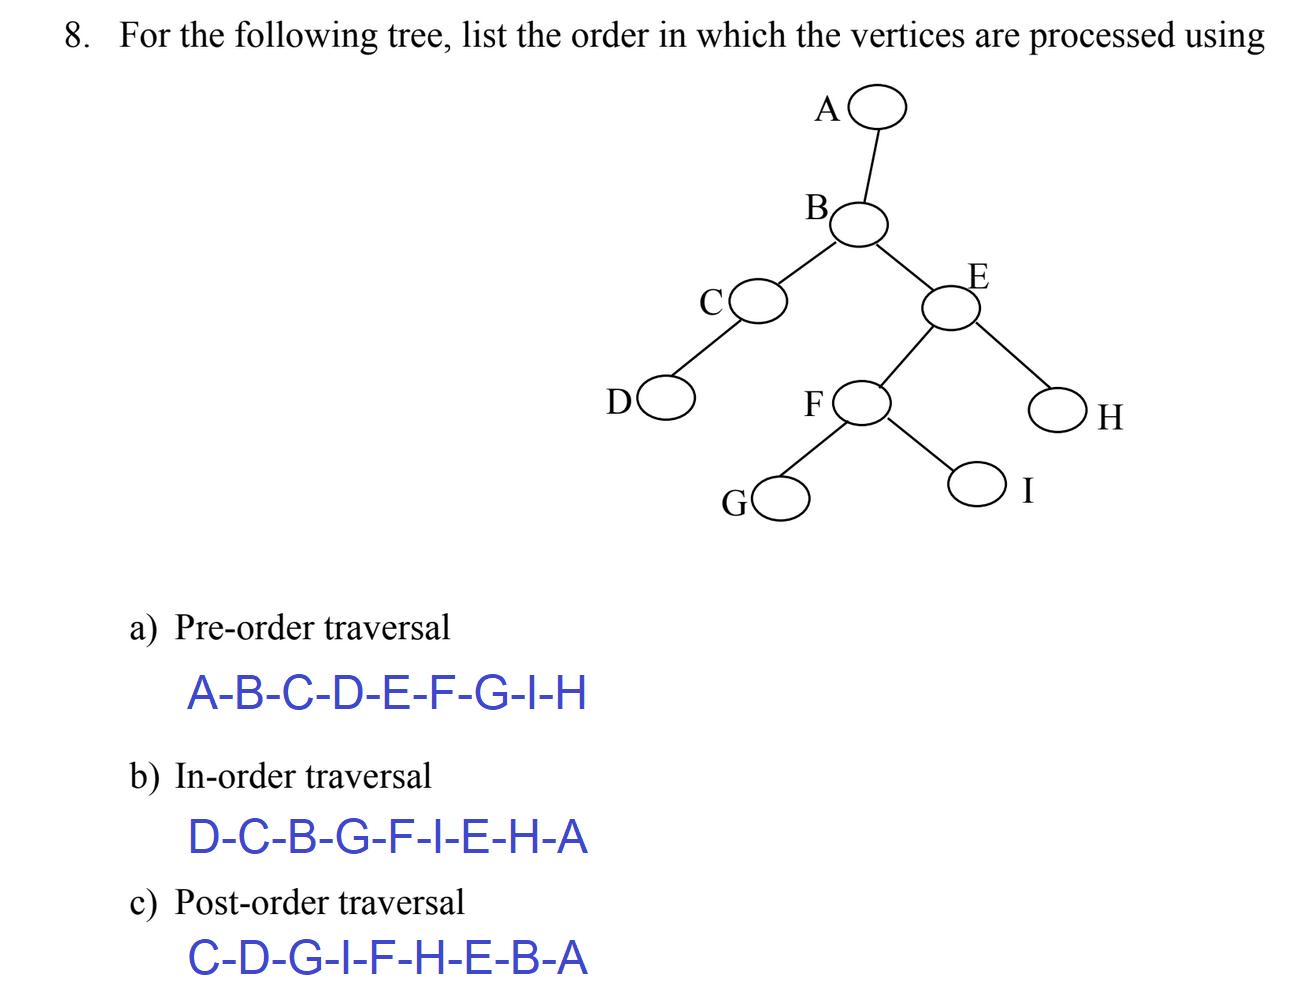 8. For the following tree, list the order in which the vertices are processed using
A
B
E
C
D
F
H
G
I
a) Pre-order traversal
A-B-C-D-E-F-G-I-H
b) In-order traversal
D-C-B-G-F-I-E-H-A
c) Post-order traversal
C-D-G-I-F-H-E-B-A